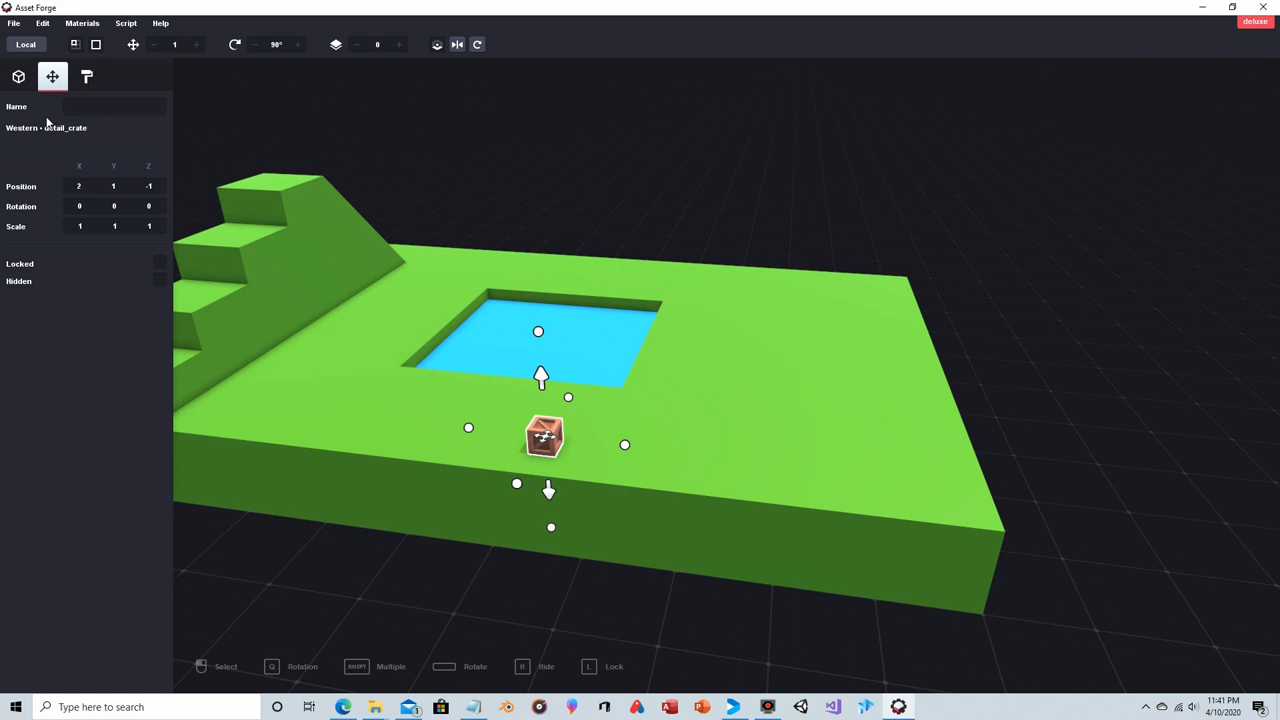 Asset Forge
File Edit Materials Script Help
deluxe
Local 1 90° 0
Name
Western • detail_crate
X Y Z
Position 2 1 -1
Rotation 0 0 0
Scale 1 1 1
Locked
Hidden
Select Q Rotation SHIFT Multiple Rotate H Hide L Lock
Type here to search
11:41 PM
4/10/2020